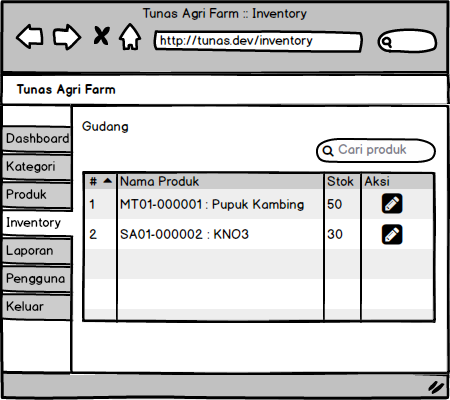 Tunas Agri Farm :: Inventory
http://tunas.dev/inventory
Tunas Agri Farm
Dashboard
Kategori
Produk
Inventory
Laporan
Pengguna
Keluar
Gudang
Cari produk
# Nama Produk Stok Aksi
1 MT01-000001 : Pupuk Kambing 50
2 SA01-000002 : KNO3 30